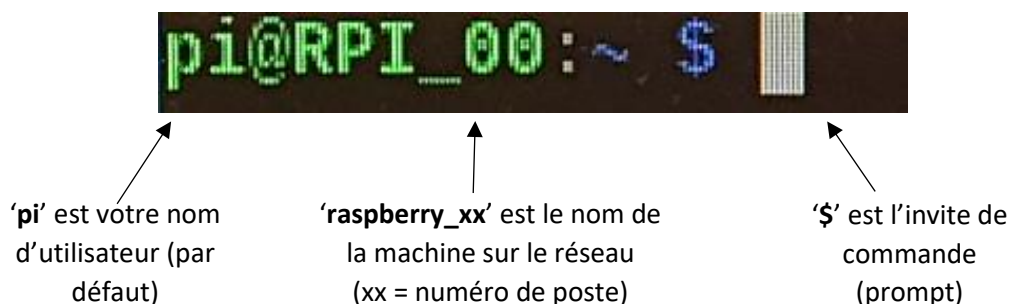 pi@RPI_00:~ $
‘pi’ est votre nom
d’utilisateur (par
défaut)
‘raspberry_xx’ est le nom de
la machine sur le réseau
(xx = numéro de poste)
‘$’ est l’invite de
commande
(prompt)